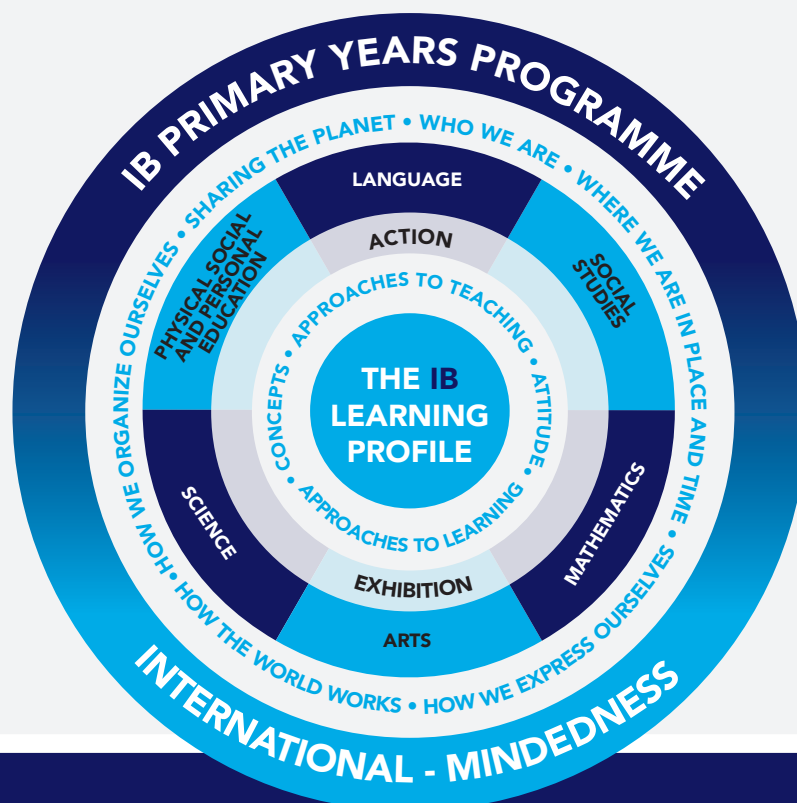 IB PRIMARY YEARS PROGRAMME
SHARING THE PLANET • WHO WE ARE • WHERE WE ARE IN PLACE AND TIME • HOW WE EXPRESS OURSELVES • HOW THE WORLD WORKS • HOW WE ORGANIZE OURSELVES •
LANGUAGE
SOCIAL
STUDIES
MATHEMATICS
ARTS
SCIENCE
PHYSICAL SOCIAL
AND PERSONAL
EDUCATION
ACTION
EXHIBITION
APPROACHES TO TEACHING • ATTITUDE • APPROACHES TO LEARNING • CONCEPTS •
THE IB
LEARNING
PROFILE
INTERNATIONAL - MINDEDNESS